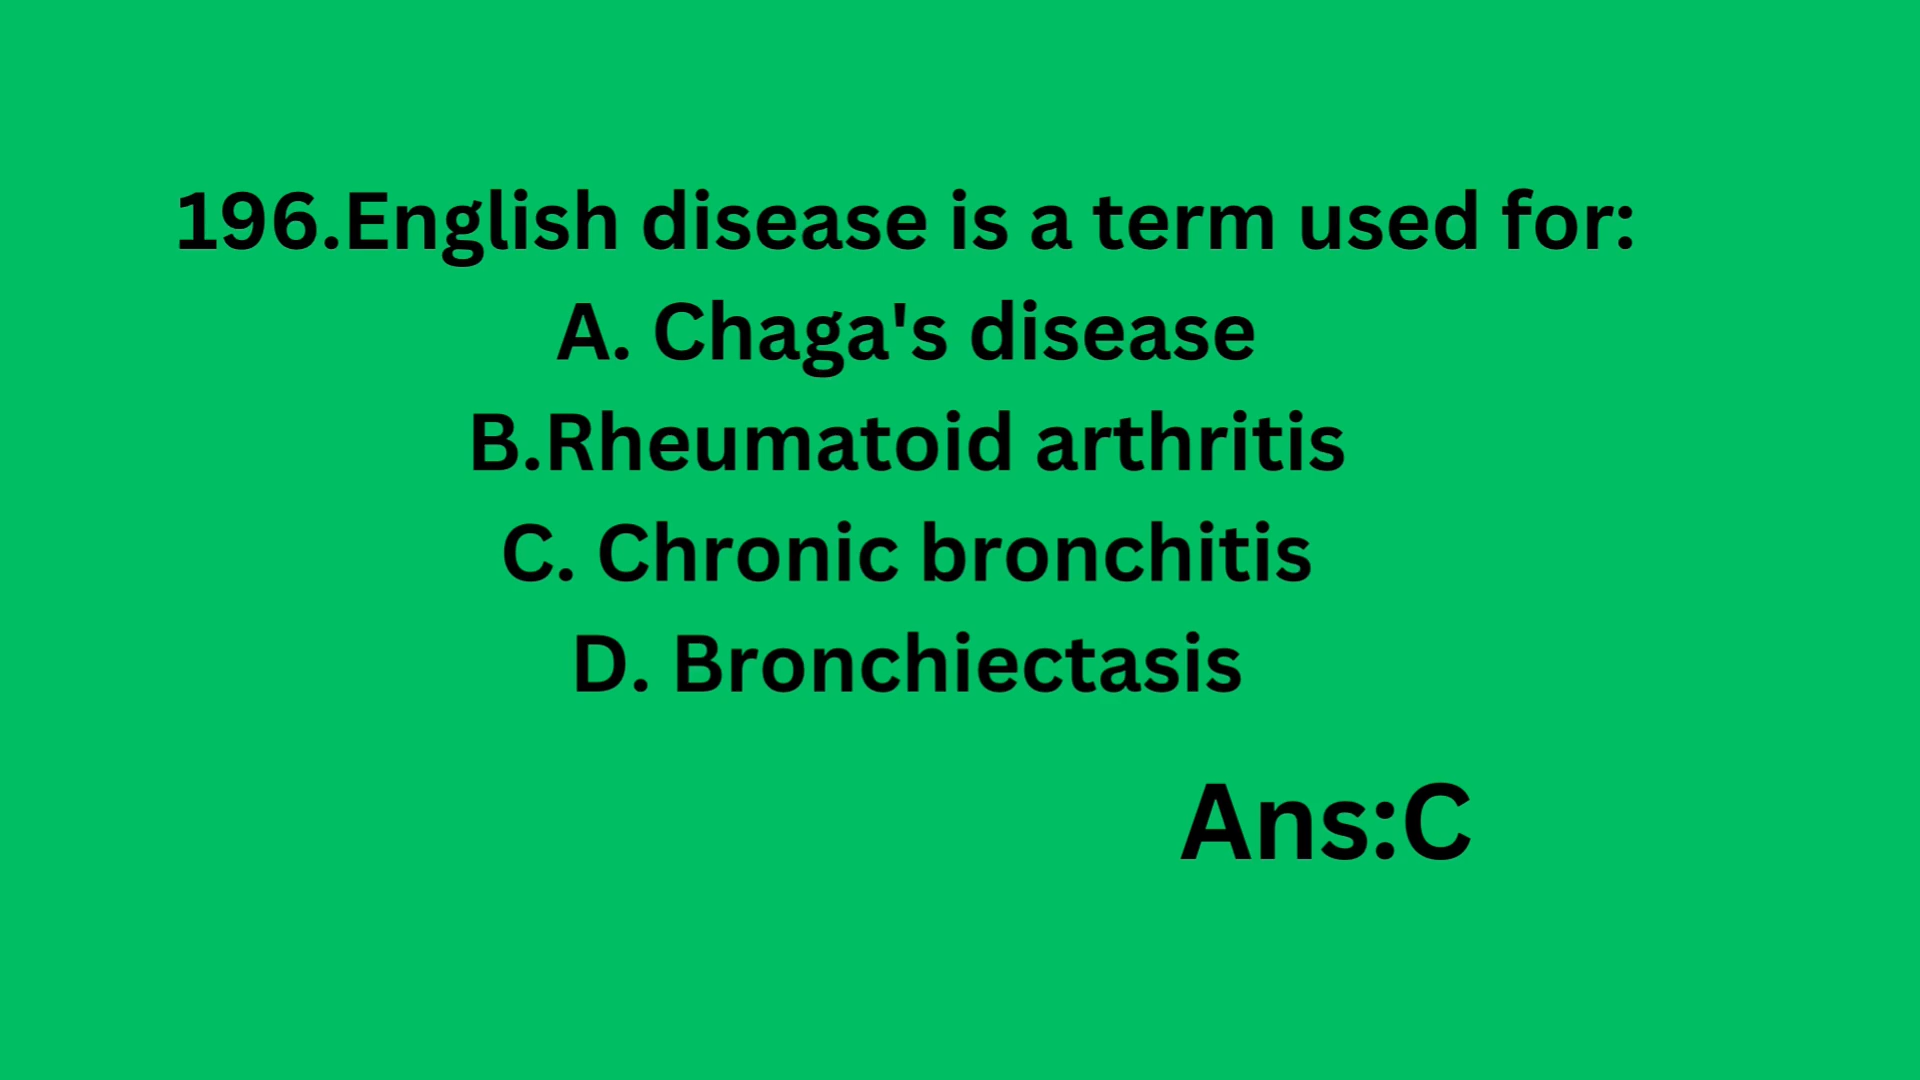 196.English disease is a term used for:
A. Chaga's disease
B.Rheumatoid arthritis
C. Chronic bronchitis
D. Bronchiectasis
Ans:C